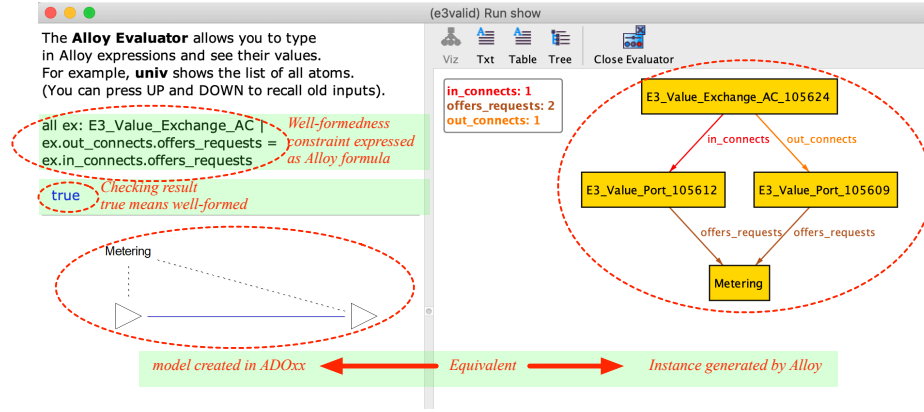 (e3valid) Run show
The Alloy Evaluator allows you to type
in Alloy expressions and see their values.
For example, univ shows the list of all atoms.
(You can press UP and DOWN to recall old inputs).
all ex: E3_Value_Exchange_AC |
ex.out_connects.offers_requests =
ex.in_connects.offers_requests
Well-formedness
constraint expressed
as Alloy formula
true
Checking result
true means well-formed
Metering
Viz Txt Table Tree Close Evaluator
in_connects: 1
offers_requests: 2
out_connects: 1
E3_Value_Exchange_AC_105624
in_connects out_connects
E3_Value_Port_105612 E3_Value_Port_105609
offers_requests offers_requests
Metering
model created in ADOxx Equivalent Instance generated by Alloy